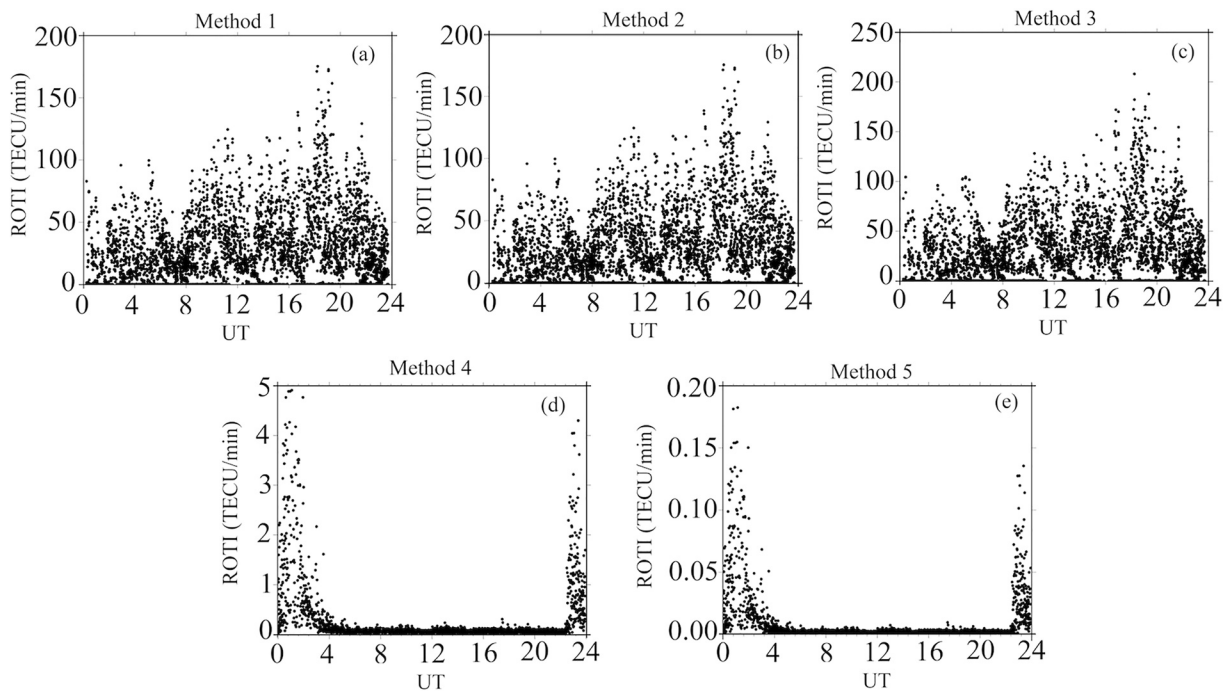 Method 1
200
150
100
50
0
ROTI (TECU/min)
(a)
0 4 8 12 16 20 24
UT
Method 2
200
150
100
50
0
ROTI (TECU/min)
(b)
0 4 8 12 16 20 24
UT
Method 3
250
200
150
100
50
0
ROTI (TECU/min)
(c)
0 4 8 12 16 20 24
UT
Method 4
5
4
3
2
1
0
ROTI (TECU/min)
(d)
0 4 8 12 16 20 24
UT
Method 5
0.20
0.15
0.10
0.05
0.00
ROTI (TECU/min)
(e)
0 4 8 12 16 20 24
UT